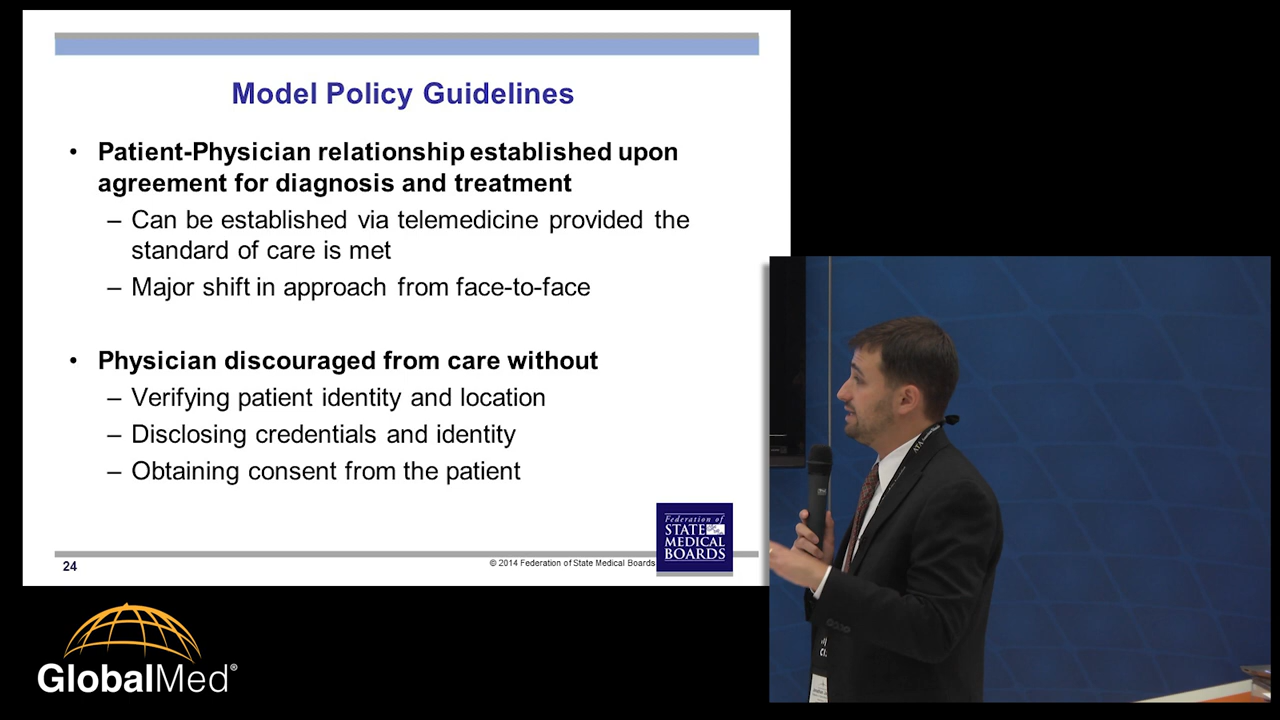 Model Policy Guidelines
• Patient-Physician relationship established upon
agreement for diagnosis and treatment
– Can be established via telemedicine provided the
standard of care is met
– Major shift in approach from face-to-face
• Physician discouraged from care without
– Verifying patient identity and location
– Disclosing credentials and identity
– Obtaining consent from the patient
Federation of
STATE
MEDICAL
BOARDS
24
© 2014 Federation of State Medical Boards
GlobalMed®
ATA